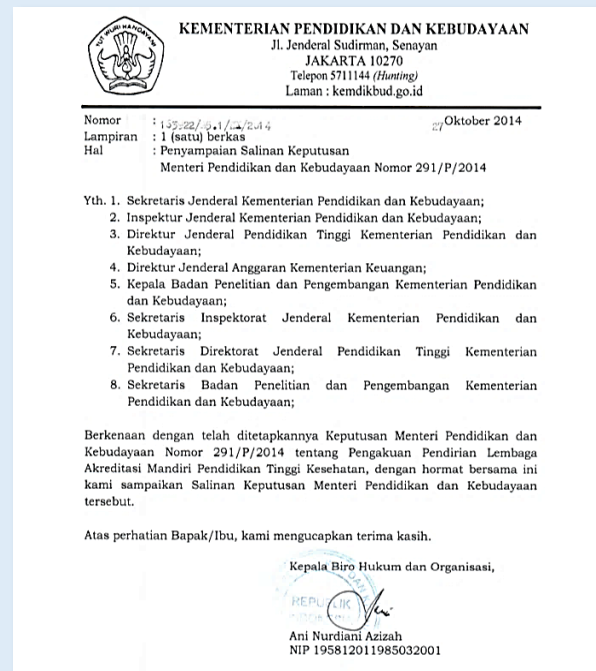 TUT WURI HANDAYANI
KEMENTERIAN PENDIDIKAN DAN KEBUDAYAAN
Jl. Jenderal Sudirman, Senayan
JAKARTA 10270
Telepon 5711144 (Hunting)
Laman : kemdikbud.go.id
Nomor :
Oktober 2014
Lampiran : 1 (satu) berkas
Hal : Penyampaian Salinan Keputusan
Menteri Pendidikan dan Kebudayaan Nomor 291/P/2014
Yth. 1. Sekretaris Jenderal Kementerian Pendidikan dan Kebudayaan;
2. Inspektur Jenderal Kementerian Pendidikan dan Kebudayaan;
3. Direktur Jenderal Pendidikan Tinggi Kementerian Pendidikan dan
Kebudayaan;
4. Direktur Jenderal Anggaran Kementerian Keuangan;
5. Kepala Badan Penelitian dan Pengembangan Kementerian Pendidikan
dan Kebudayaan;
6. Sekretaris Inspektorat Jenderal Kementerian Pendidikan dan
Kebudayaan;
7. Sekretaris Direktorat Jenderal Pendidikan Tinggi Kementerian
Pendidikan dan Kebudayaan;
8. Sekretaris Badan Penelitian dan Pengembangan Kementerian
Pendidikan dan Kebudayaan;
Berkenaan dengan telah ditetapkannya Keputusan Menteri Pendidikan dan
Kebudayaan Nomor 291/P/2014 tentang Pengakuan Pendirian Lembaga
Akreditasi Mandiri Pendidikan Tinggi Kesehatan, dengan hormat bersama ini
kami sampaikan Salinan Keputusan Menteri Pendidikan dan Kebudayaan
tersebut.
Atas perhatian Bapak/Ibu, kami mengucapkan terima kasih.
Kepala Biro Hukum dan Organisasi,
REPUBLIK
Ani Nurdiani Azizah
NIP 195812011985032001